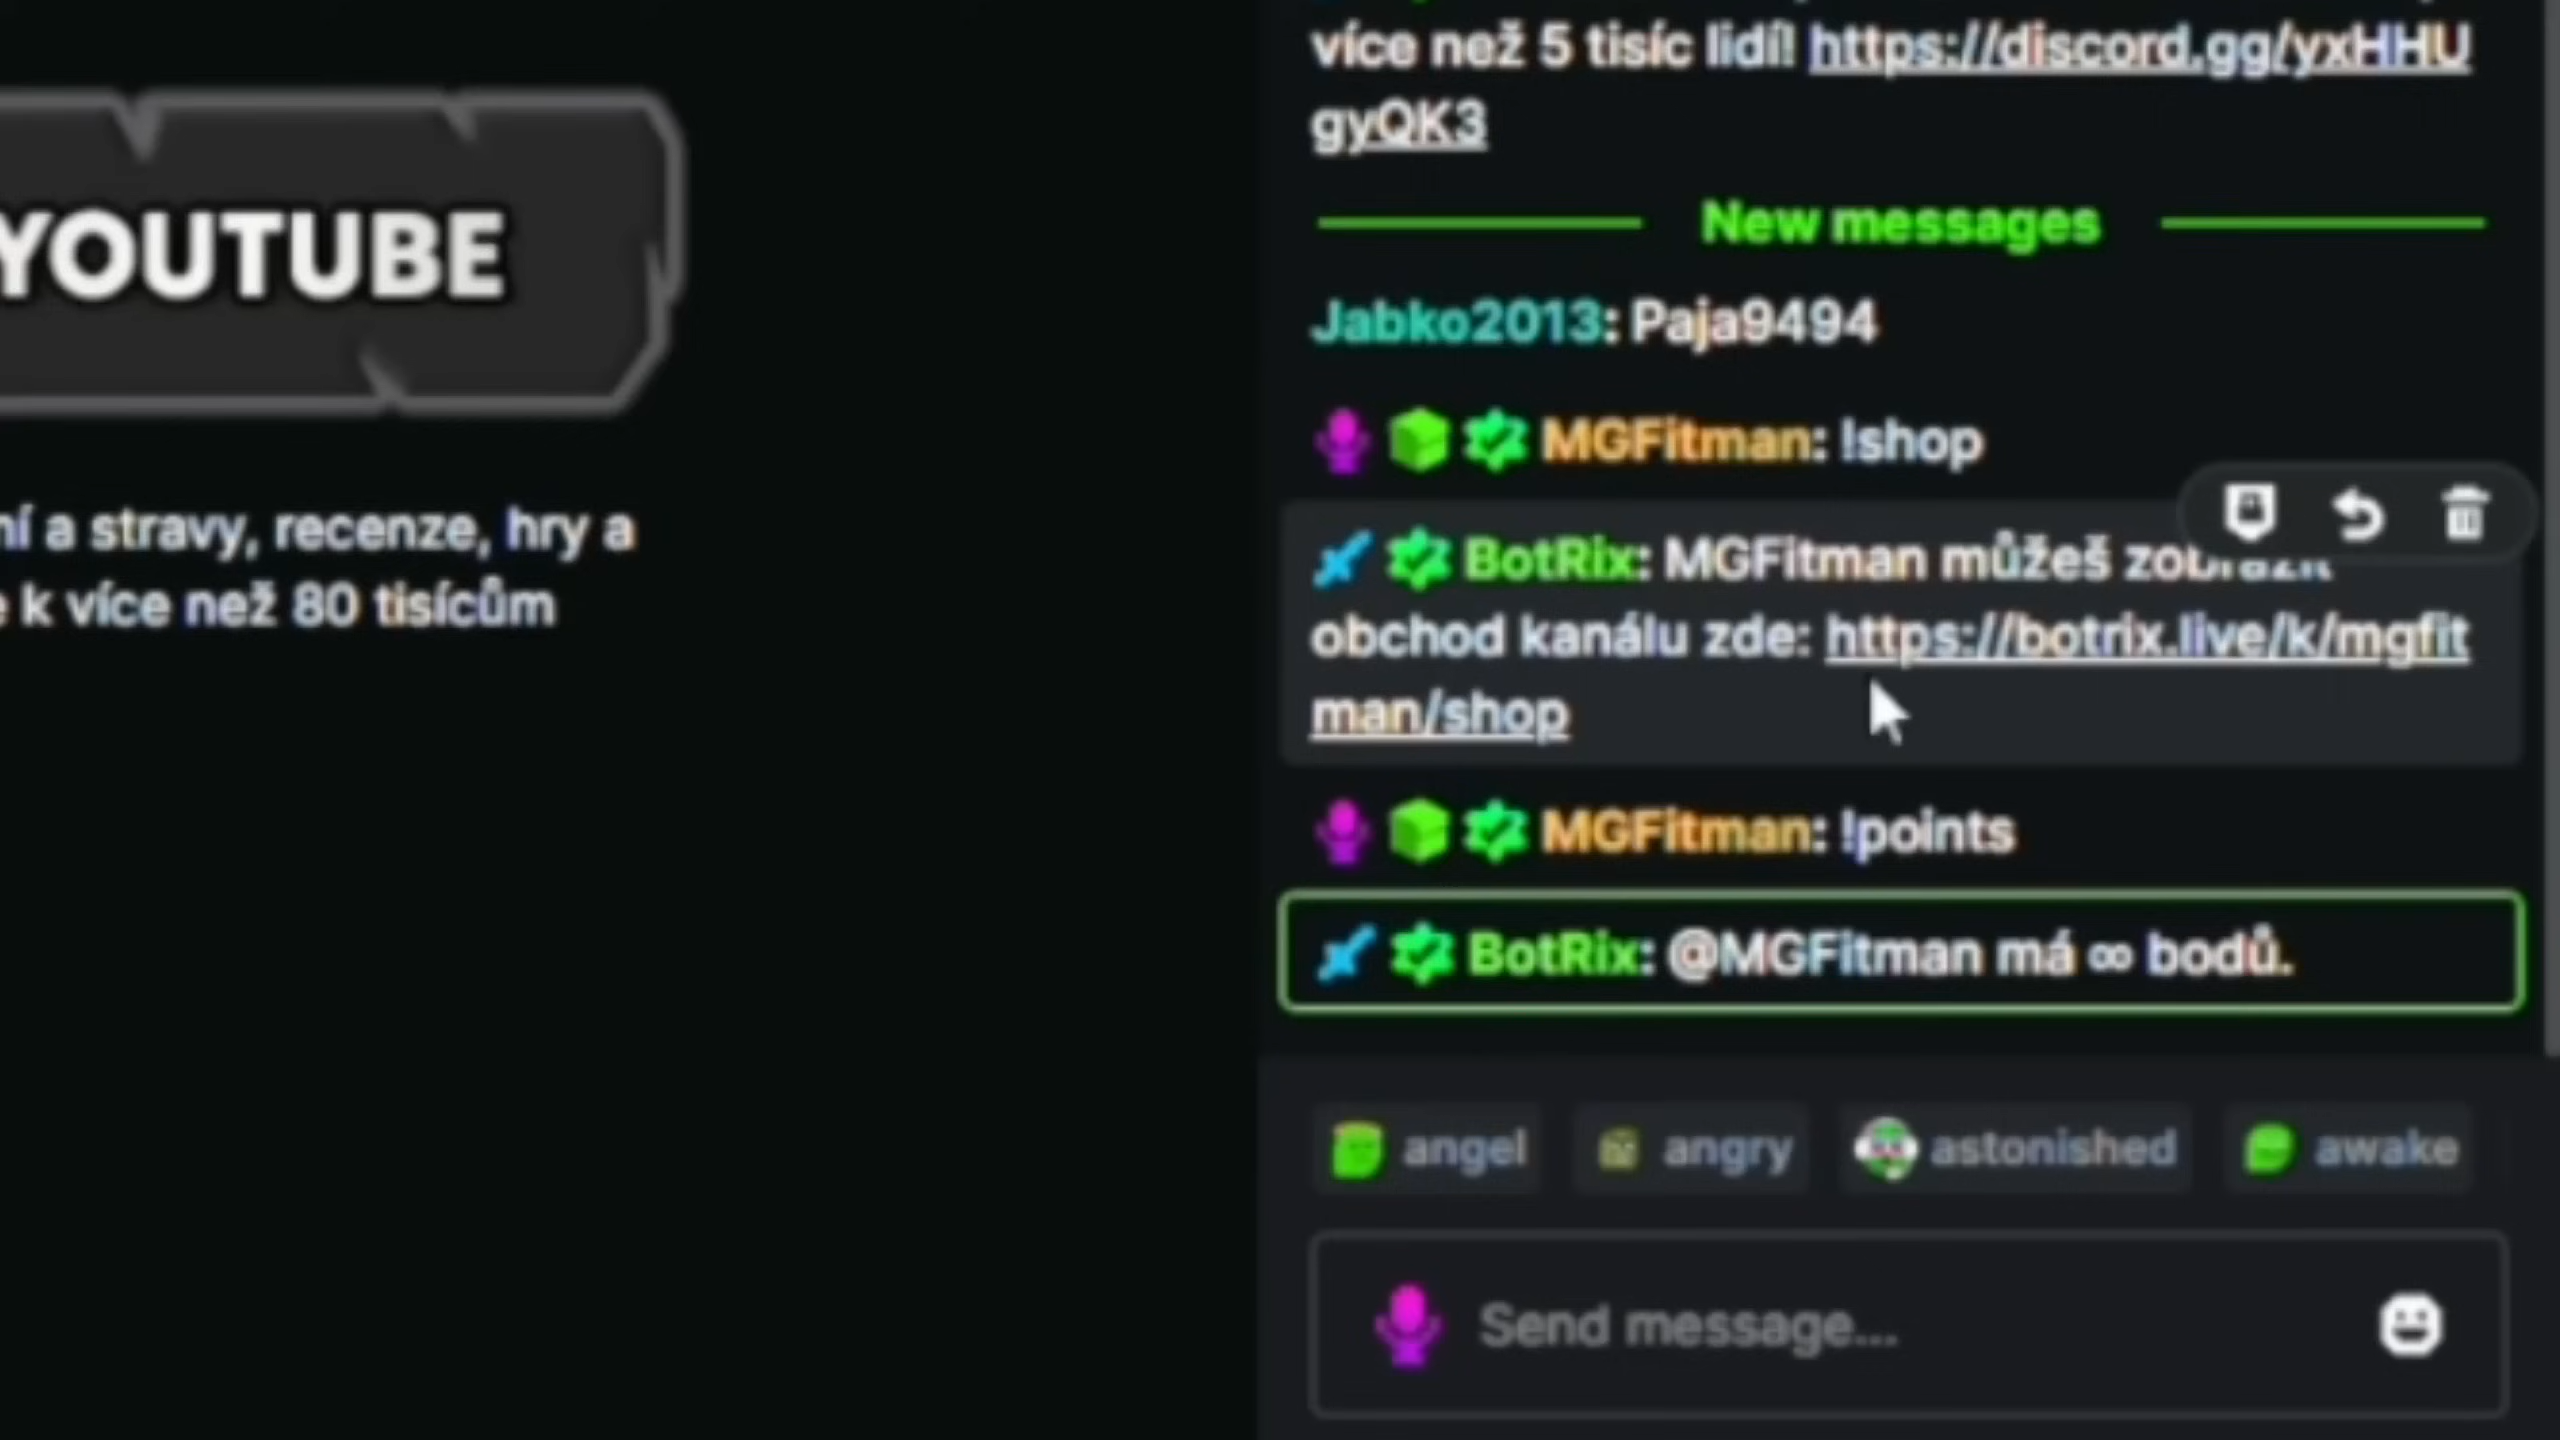 YOUTUBE
ní a stravy, recenze, hry a
e k více než 80 tisícům
více než 5 tisíc lidí! https://discord.gg/yxHHU
gyQK3
New messages
Jabko2013: Paja9494
MGFitman: !shop
BotRix: MGFitman můžeš zobrazit
obchod kanálu zde: https://botrix.live/k/mgfit
man/shop
MGFitman: !points
BotRix: @MGFitman má ∞ bodů.
angel angry astonished awake
Send message...